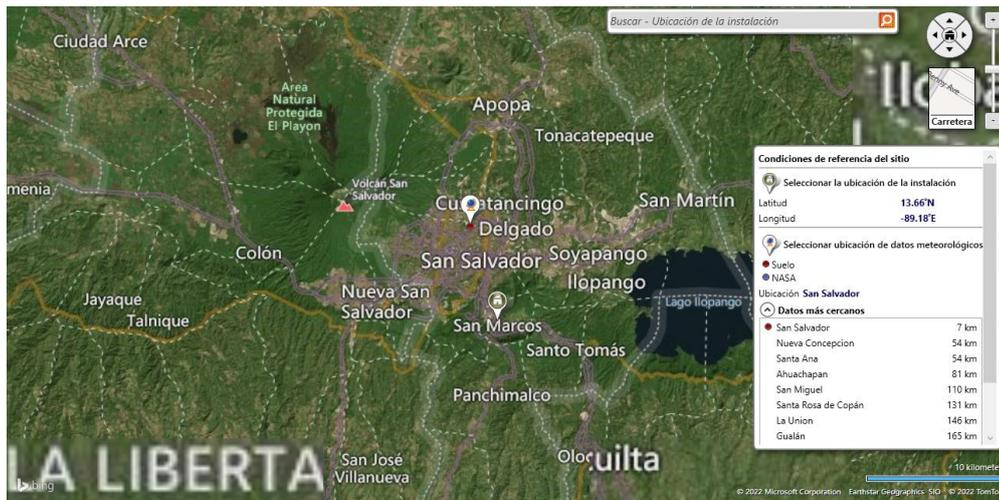 Buscar - Ubicación de la instalación
Ciudad Arce
Area
Natural
Protegida
El Playon
Apopa
Tonacatepeque
Carretera
menia
Volcán San
Salvador
San Martín
Delgado
San Salvador
Soyapango
Ilopango
Colón
Nueva San
Salvador
Lago Ilopango
Jayaque
Talnique
San Marcos
Santo Tomás
Panchimalco
LA LIBERTA
San José
Villanueva
Oloc
uilta
bing
Condiciones de referencia del sitio
Seleccionar la ubicación de la instalación
Latitud 13.66˚N
Longitud -89.18˚E
Seleccionar ubicación de datos meteorológicos
Suelo
NASA
Ubicación San Salvador
Datos más cercanos
San Salvador 7 km
Nueva Concepcion 54 km
Santa Ana 54 km
Ahuachapan 81 km
San Miguel 110 km
Santa Rosa de Copán 131 km
La Union 146 km
Gualán 165 km
10 kilomete
© 2022 Microsoft Corporation Earthstar Geographics SIO © 2022 TomTo